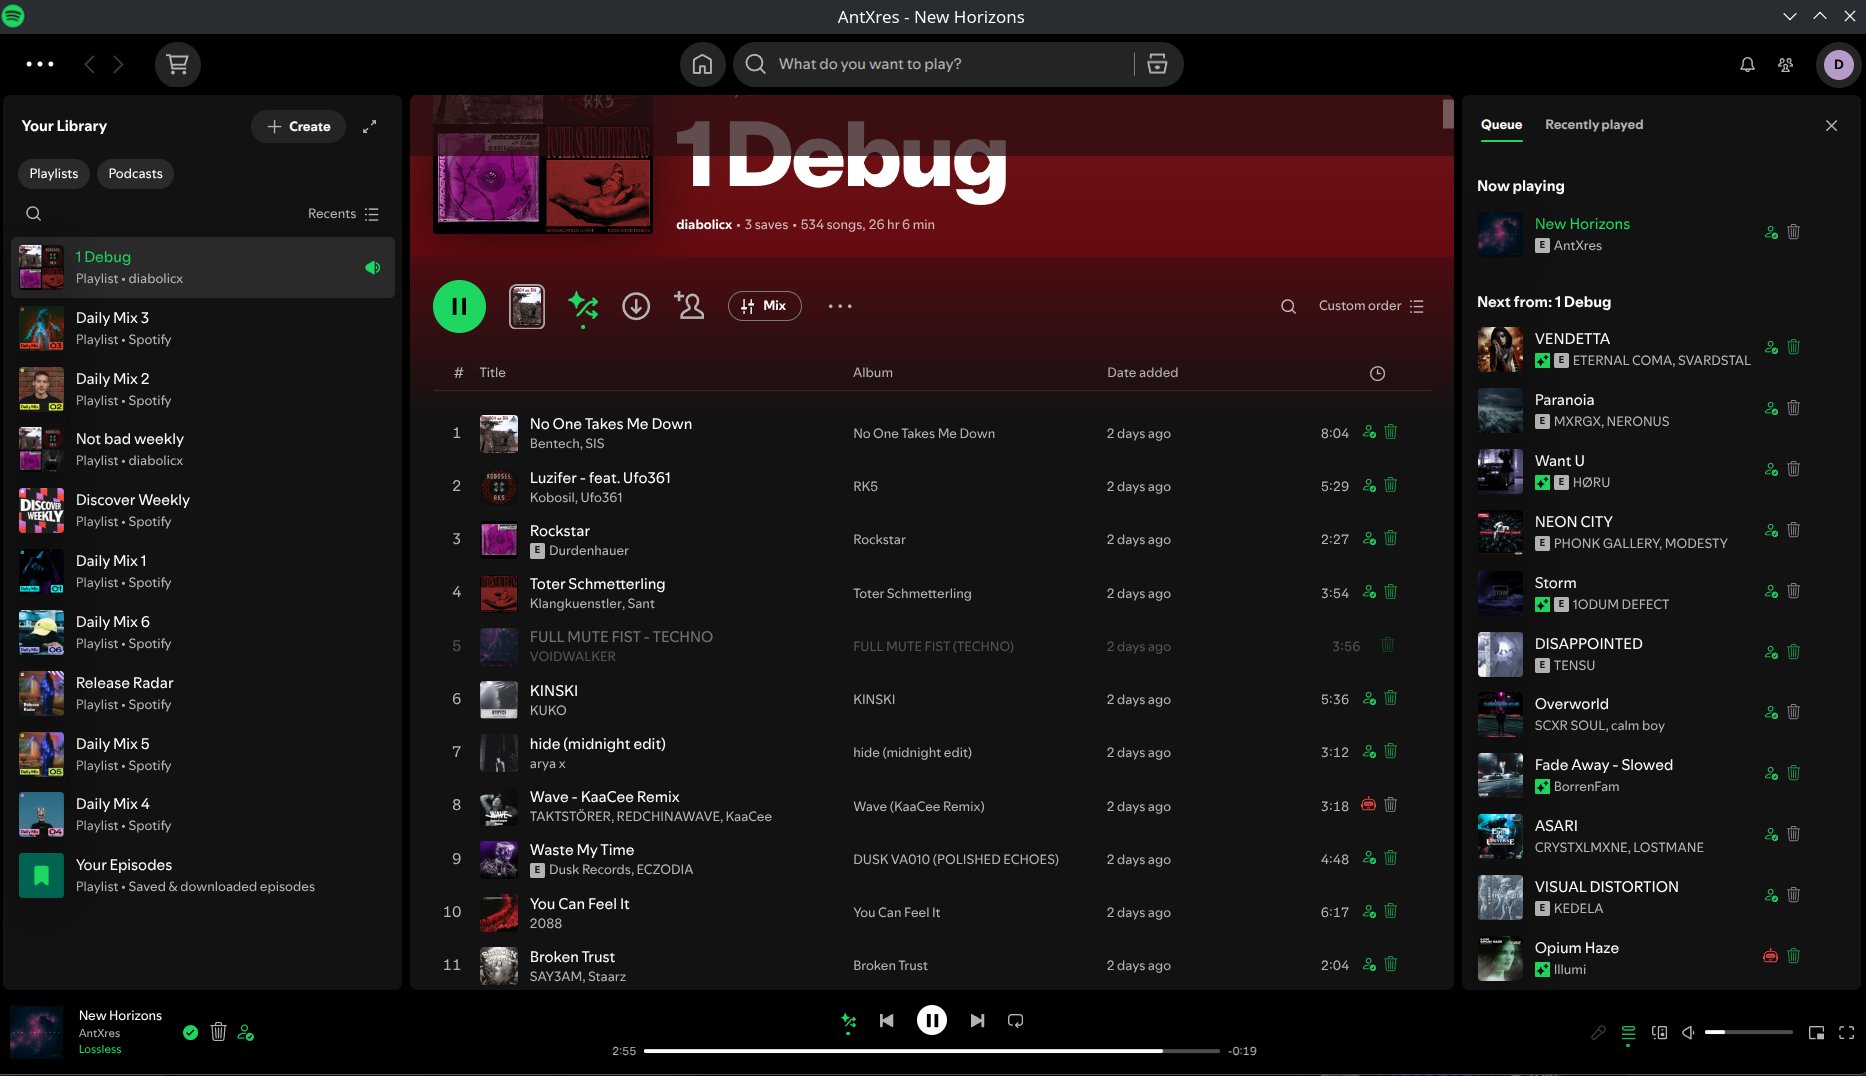 AntXres - New Horizons
What do you want to play?
D
Your Library
Create
Playlists
Podcasts
Recents
1 Debug
Playlist • diabolicx
Daily Mix 3
Playlist • Spotify
Daily Mix 2
Playlist • Spotify
Not bad weekly
Playlist • diabolicx
DISCOVER
WEEKLY
Discover Weekly
Playlist • Spotify
Daily Mix 1
Playlist • Spotify
Daily Mix 6
Playlist • Spotify
Release Radar
Playlist • Spotify
Daily Mix 5
Playlist • Spotify
Daily Mix 4
Playlist • Spotify
Your Episodes
Playlist • Saved & downloaded episodes
RK5
ROCKSTAR
DURDENHAUER
TOTER SCHMETTERLING
1 Debug
diabolicx • 3 saves • 534 songs, 26 hr 6 min
Mix
Custom order
# Title Album Date added
1 No One Takes Me Down No One Takes Me Down 2 days ago 8:04
Bentech, SIS
2 Luzifer - feat. Ufo361 RK5 2 days ago 5:29
Kobosil, Ufo361
3 Rockstar Rockstar 2 days ago 2:27
E Durdenhauer
4 Toter Schmetterling Toter Schmetterling 2 days ago 3:54
Klangkuenstler, Sant
5 FULL MUTE FIST - TECHNO FULL MUTE FIST (TECHNO) 2 days ago 3:56
VOIDWALKER
6 KINSKI KINSKI 2 days ago 5:36
KUKO
7 hide (midnight edit) hide (midnight edit) 2 days ago 3:12
arya x
8 Wave - KaaCee Remix Wave (KaaCee Remix) 2 days ago 3:18
TAKTSTÖRER, REDCHINAWAVE, KaaCee
9 Waste My Time DUSK VA010 (POLISHED ECHOES) 2 days ago 4:48
E Dusk Records, ECZODIA
10 You Can Feel It You Can Feel It 2 days ago 6:17
2088
11 Broken Trust Broken Trust 2 days ago 2:04
SAY3AM, Staarz
Queue
Recently played
Now playing
New Horizons
E AntXres
Next from: 1 Debug
VENDETTA
E ETERNAL COMA, SVARDSTAL
Paranoia
E MXRGX, NERONUS
Want U
E HØRU
NEON CITY
E PHONK GALLERY, MODESTY
Storm
E 1ODUM DEFECT
DISAPPOINTED
E TENSU
Overworld
SCXR SOUL, calm boy
Fade Away - Slowed
BorrenFam
ASARI
CRYSTXLMXNE, LOSTMANE
VISUAL DISTORTION
E KEDELA
Opium Haze
Illumi
New Horizons
AntXres
Lossless
2:55
-0:19